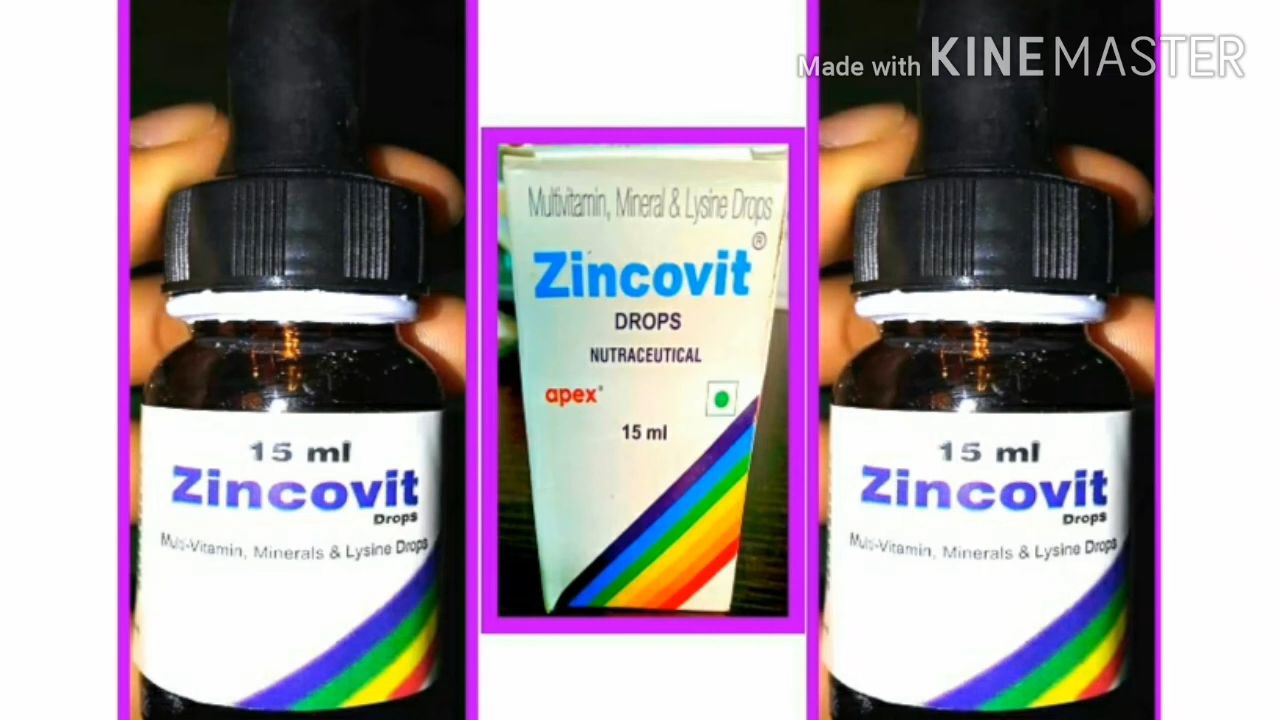 Made with KINEMASTER
15 ml
Zincovit
Drops
Multi-Vitamin, Minerals & Lysine Drops
Multivitamin, Mineral & Lysine Drops
Zincovit®
DROPS
NUTRACEUTICAL
apex®
15 ml
15 ml
Zincovit
Drops
Multi-Vitamin, Minerals & Lysine Drops